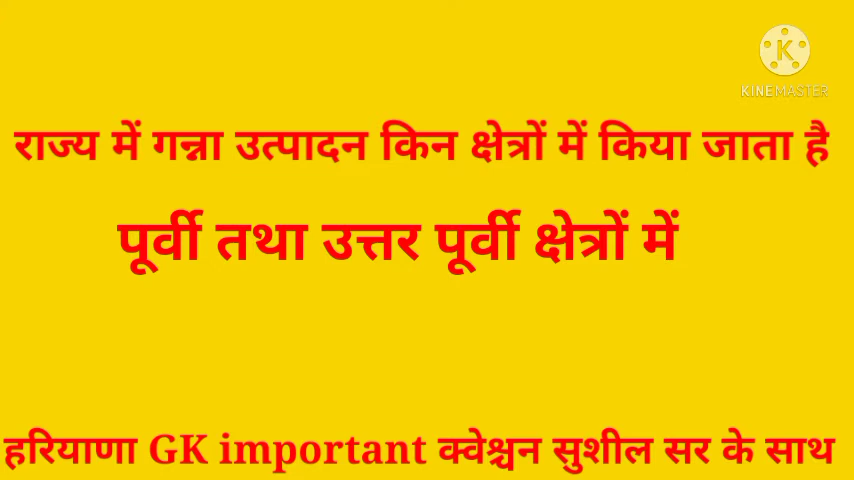 KINEMASTER
राज्य में गन्ना उत्पादन किन क्षेत्रों में किया जाता है
पूर्वी तथा उत्तर पूर्वी क्षेत्रों में
हरियाणा GK important क्वेश्चन सुशील सर के साथ